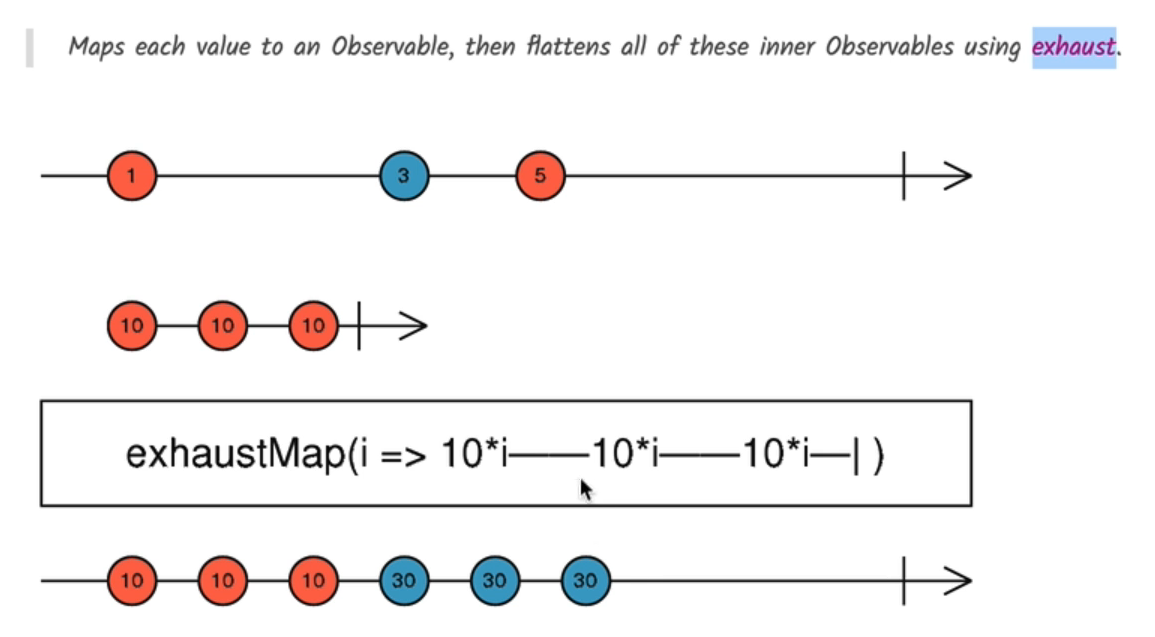 Maps each value to an Observable, then flattens all of these inner Observables using exhaust.
1 3 5
10 10 10
exhaustMap(i => 10*i——10*i——10*i—| )
10 10 10 30 30 30